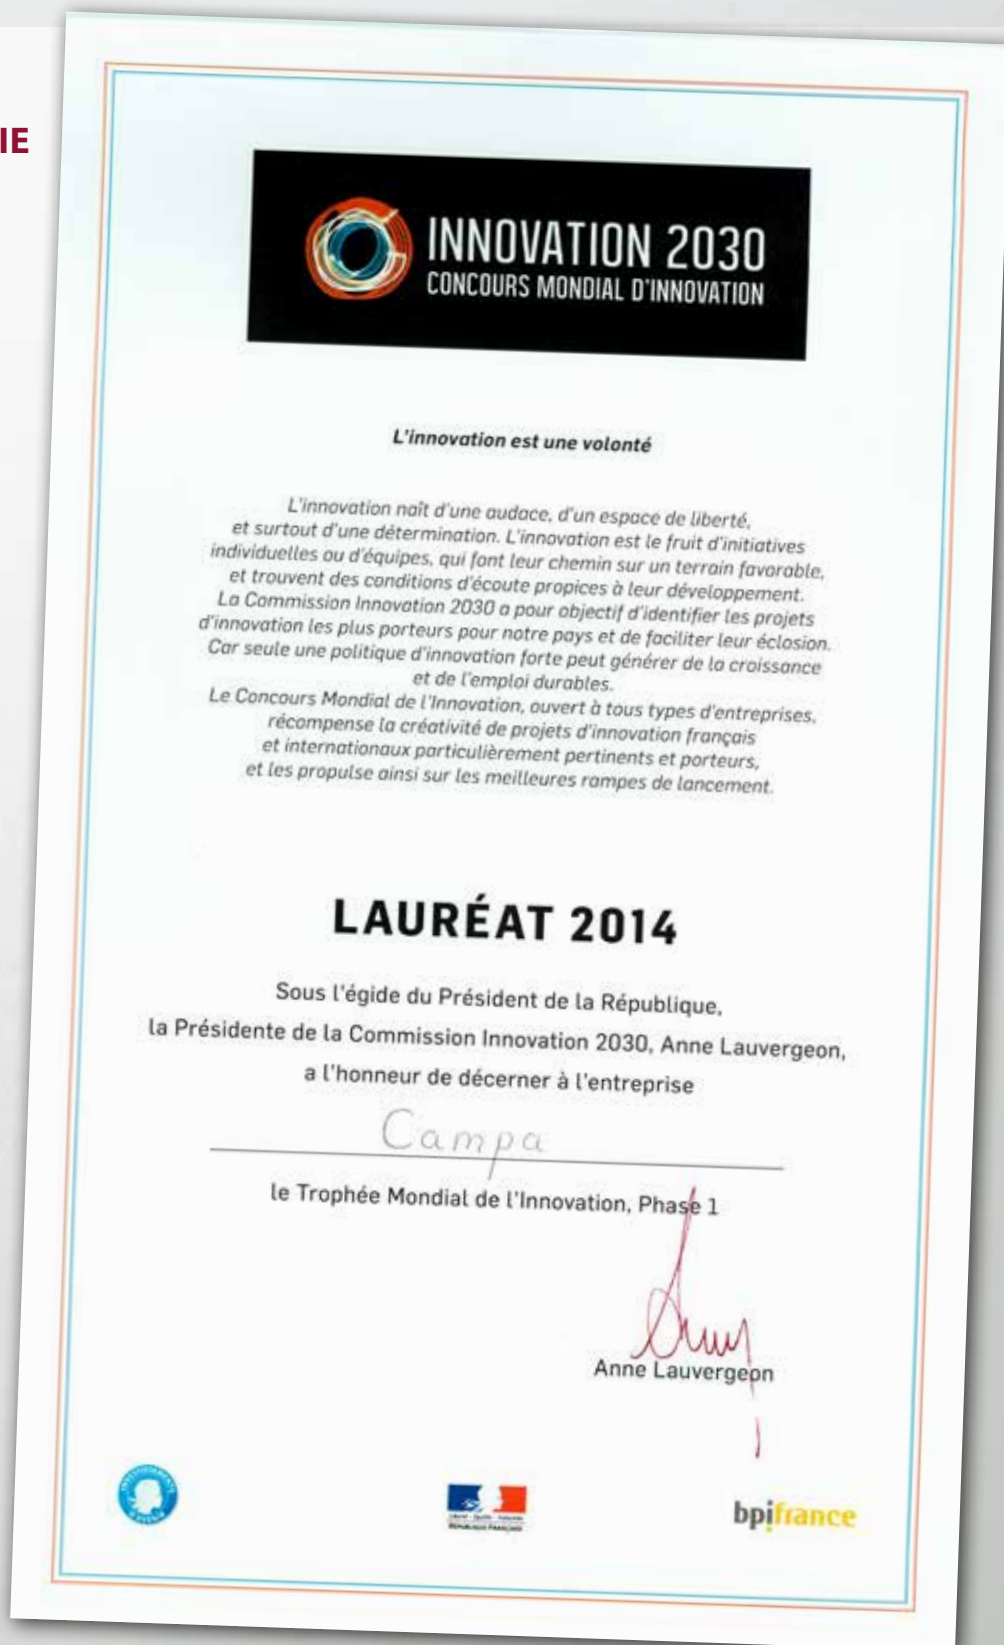 IE
INNOVATION 2030
CONCOURS MONDIAL D'INNOVATION
L'innovation est une volonté
L'innovation naît d'une audace, d'un espace de liberté,
et surtout d'une détermination. L'innovation est le fruit d'initiatives
individuelles ou d'équipes, qui font leur chemin sur un terrain favorable,
et trouvent des conditions d'écoute propices à leur développement.
La Commission Innovation 2030 a pour objectif d'identifier les projets
d'innovation les plus porteurs pour notre pays et de faciliter leur éclosion.
Car seule une politique d'innovation forte peut générer de la croissance
et de l'emploi durables.
Le Concours Mondial de l'Innovation, ouvert à tous types d'entreprises,
récompense la créativité de projets d'innovation français
et internationaux particulièrement pertinents et porteurs,
et les propulse ainsi sur les meilleures rampes de lancement.
LAURÉAT 2014
Sous l'égide du Président de la République,
la Présidente de la Commission Innovation 2030, Anne Lauvergeon,
a l'honneur de décerner à l'entreprise
Campa
le Trophée Mondial de l'Innovation, Phase 1
Anne Lauvergeon
INVESTISSEMENTS
D'AVENIR
Liberté • Égalité • Fraternité
RÉPUBLIQUE FRANÇAISE
bpifrance